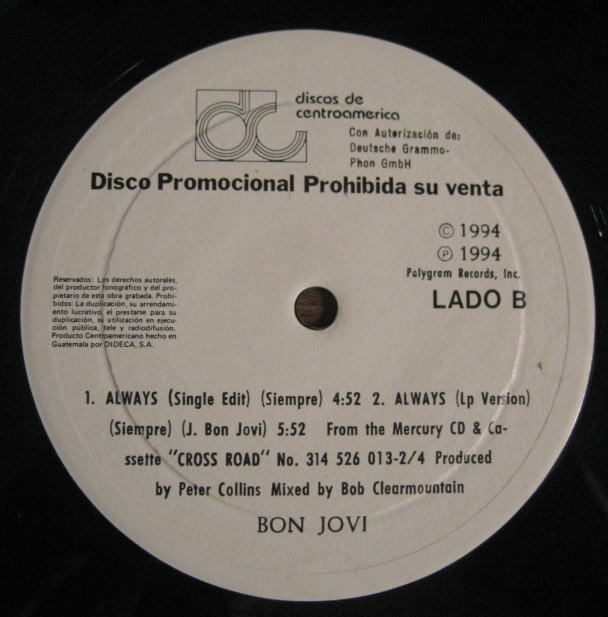 dc
discos de
centroamerica
Con Autorización de:
Deutsche Grammo-
Phon GmbH
Disco Promocional Prohibida su venta
© 1994
℗ 1994
Polygram Records, Inc.
LADO B
Reservados: Los derechos autorales,
del productor fonográfico y del pro-
pietario de esta obra grabada. Prohi-
bidos: La duplicación, su arrendami-
ento lucrativo, el prestarse para su
duplicación, su utilización en ejecu-
ción pública, tele y radiodifusion.
Producto Centroamericano hecho en
Guatemala por DIDECA, S.A.
1. ALWAYS (Single Edit) (Siempre) 4:52 2. ALWAYS (Lp Version)
(Siempre) (J. Bon Jovi) 5:52 From the Mercury CD & Ca-
ssette "CROSS ROAD" No. 314 526 013-2/4 Produced
by Peter Collins Mixed by Bob Clearmountain
BON JOVI